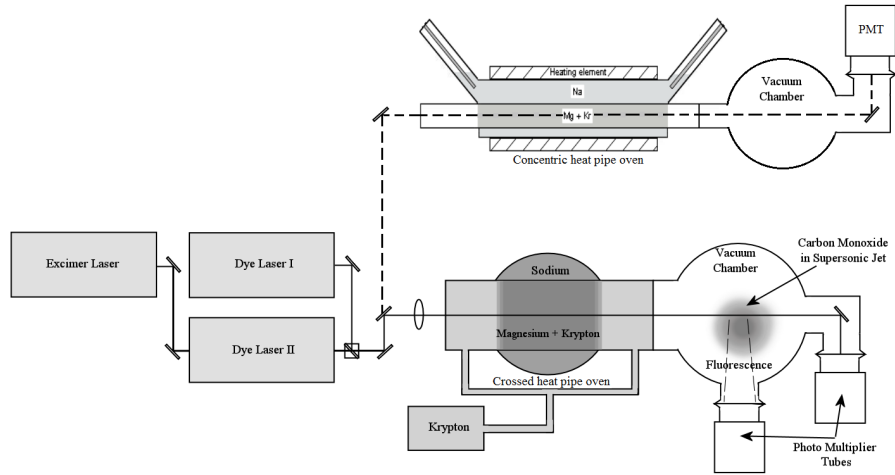 PMT
Heating element
Vacuum
Chamber
Na
Mg + Kr
Concentric heat pipe oven
Carbon Monoxide
in Supersonic Jet
Excimer Laser
Dye Laser I
Sodium
Vacuum
Chamber
Dye Laser II
Magnesium + Krypton
Fluorescence
Crossed heat pipe oven
Krypton
Photo Multiplier
Tubes